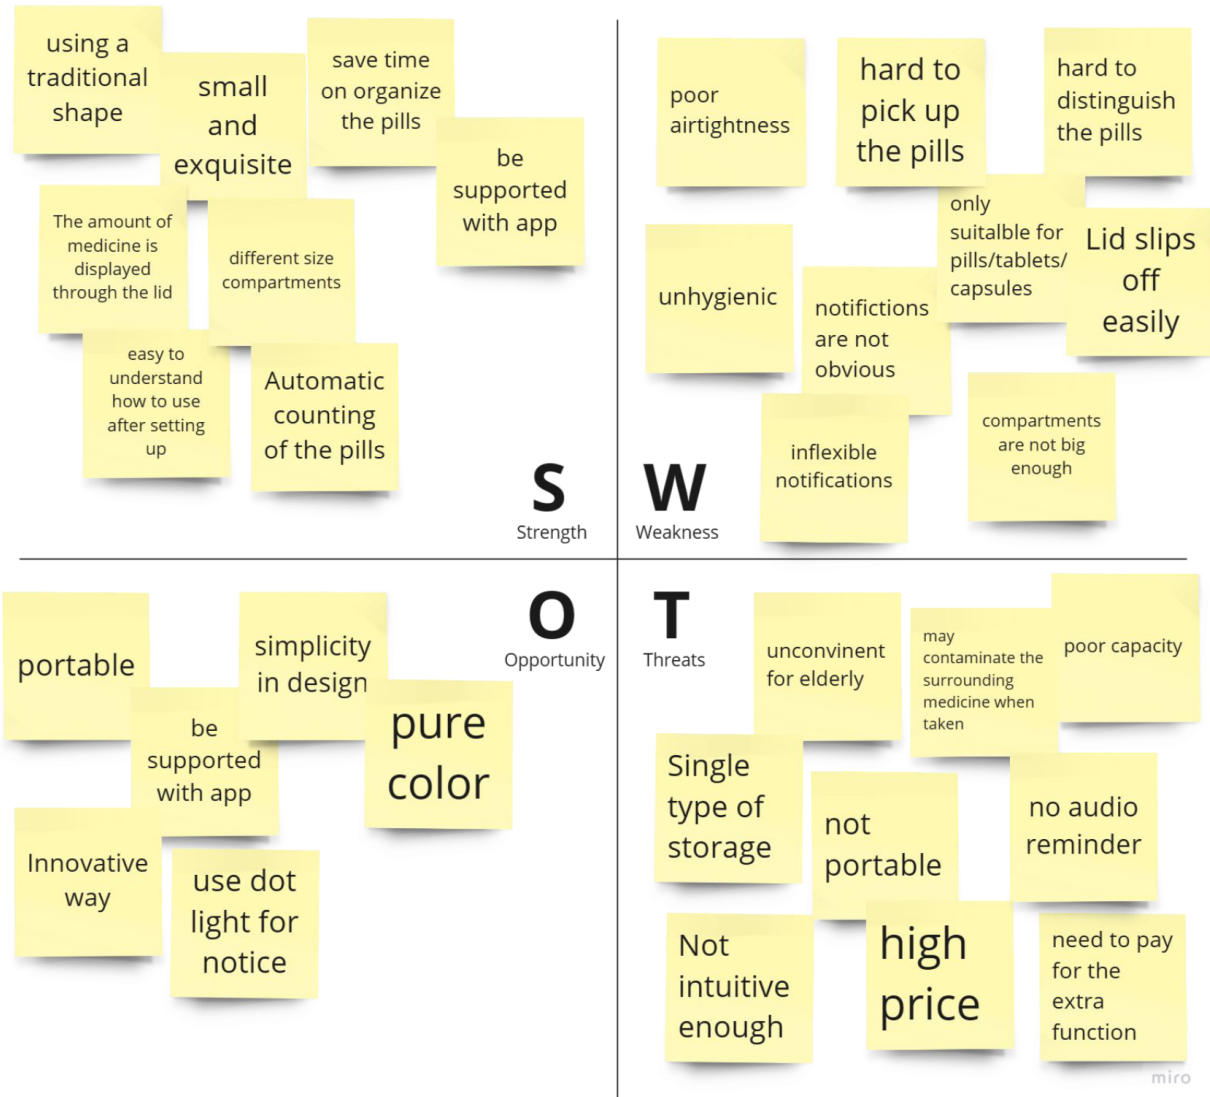 using a
traditional
shape
small
and
exquisite
save time
on organize
the pills
be
supported
with app
The amount of
medicine is
displayed
through the lid
different size
compartments
easy to
understand
how to use
after setting
up
Automatic
counting
of the pills
S
Strength
poor
airtightness
hard to
pick up
the pills
hard to
distinguish
the pills
only
suitalble for
pills/tablets/
capsules
Lid slips
off
easily
unhygienic
notifictions
are not
obvious
inflexible
notifications
compartments
are not big
enough
W
Weakness
portable
simplicity
in design
be
supported
with app
pure
color
Innovative
way
use dot
light for
notice
O
Opportunity
T
Threats
unconvinent
for elderly
may
contaminate the
surrounding
medicine when
taken
poor capacity
Single
type of
storage
not
portable
no audio
reminder
Not
intuitive
enough
high
price
need to pay
for the
extra
function
miro